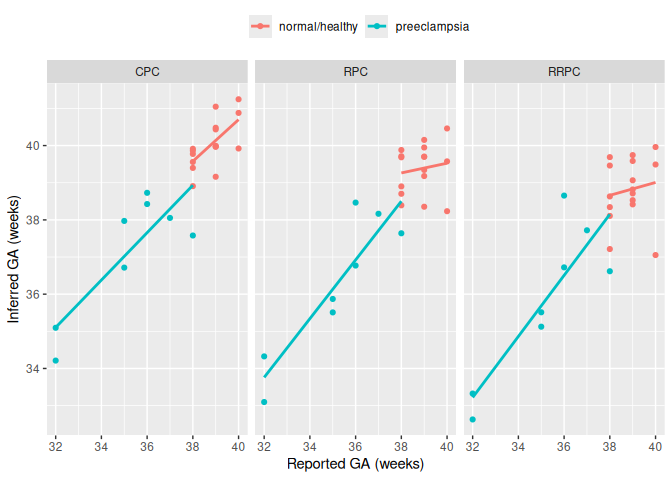 normal/healthy preeclampsia
CPC RPC RRPC
Inferred GA (weeks)
40
38
36
34
32 34 36 38 40 32 34 36 38 40 32 34 36 38 40
Reported GA (weeks)